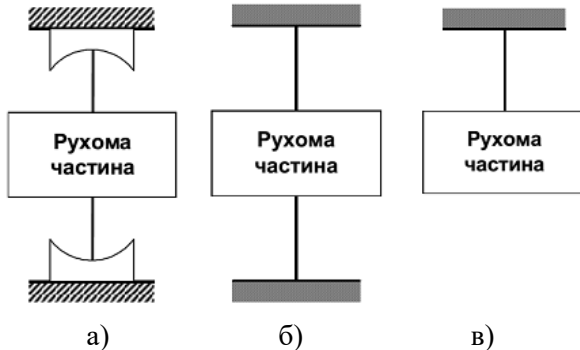 Рухома
частина
Рухома
частина
Рухома
частина
а) б) в)